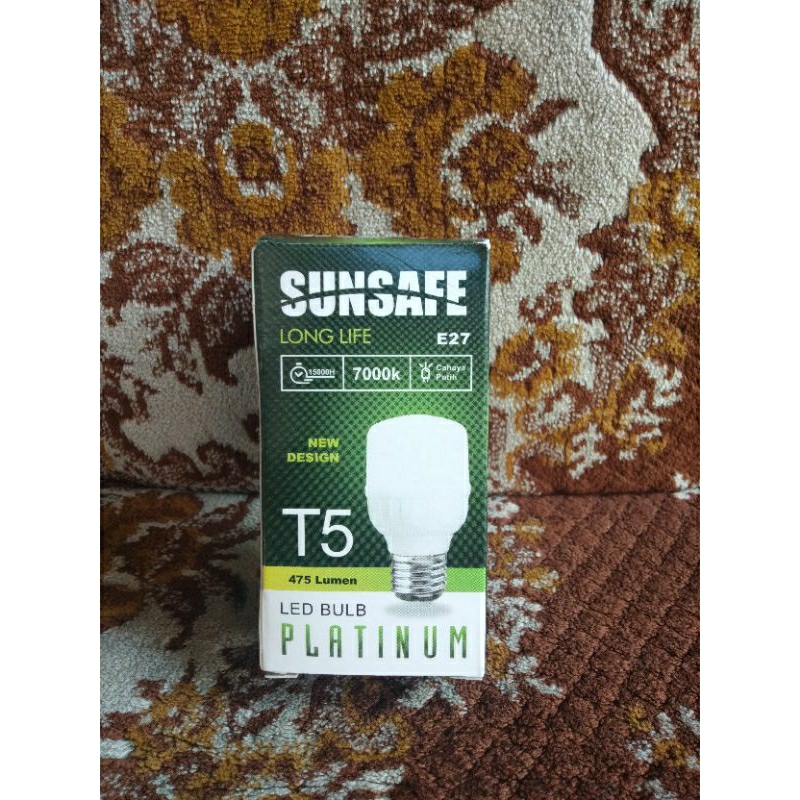 SUNSAFE
LONG LIFE
E27
15000H
7000k
Cahaya
Putih
NEW
DESIGN
T5
475 Lumen
LED BULB
PLATINUM